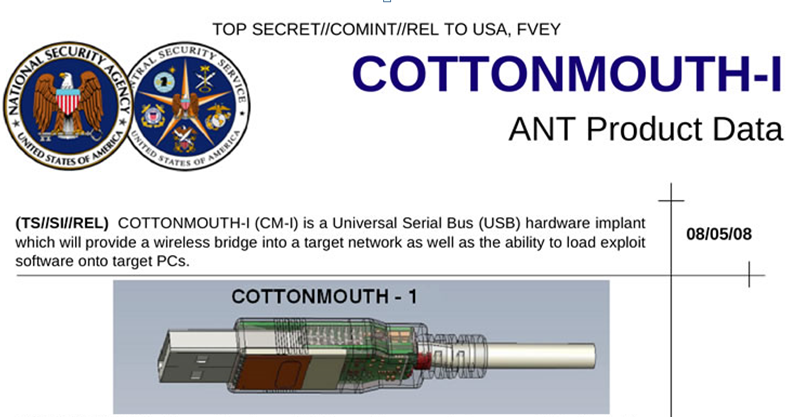 TOP SECRET//COMINT//REL TO USA, FVEY
NATIONAL SECURITY AGENCY
UNITED STATES OF AMERICA
CENTRAL SECURITY SERVICE
UNITED STATES OF AMERICA
COTTONMOUTH-I
ANT Product Data
(TS//SI//REL) COTTONMOUTH-I (CM-I) is a Universal Serial Bus (USB) hardware implant
which will provide a wireless bridge into a target network as well as the ability to load exploit
software onto target PCs.
08/05/08
COTTONMOUTH - 1